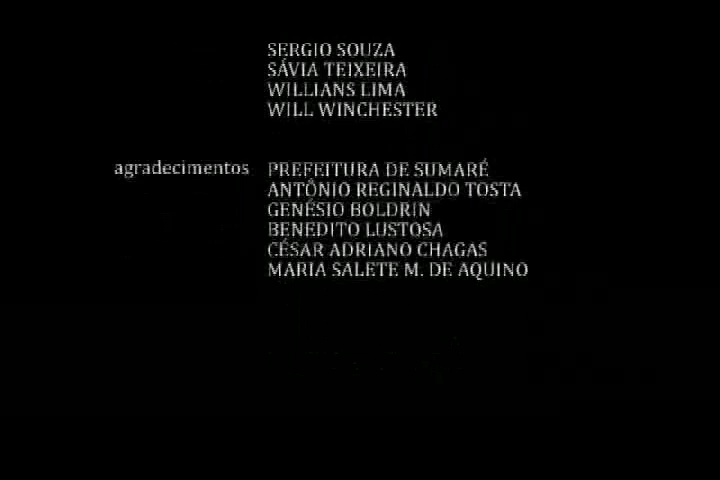 SERGIO SOUZA
SÁVIA TEIXEIRA
WILLIANS LIMA
WILL WINCHESTER
agradecimentos PREFEITURA DE SUMARÉ
ANTÔNIO REGINALDO TOSTA
GENÉSIO BOLDRIN
BENEDITO LUSTOSA
CÉSAR ADRIANO CHAGAS
MARIA SALETE M. DE AQUINO